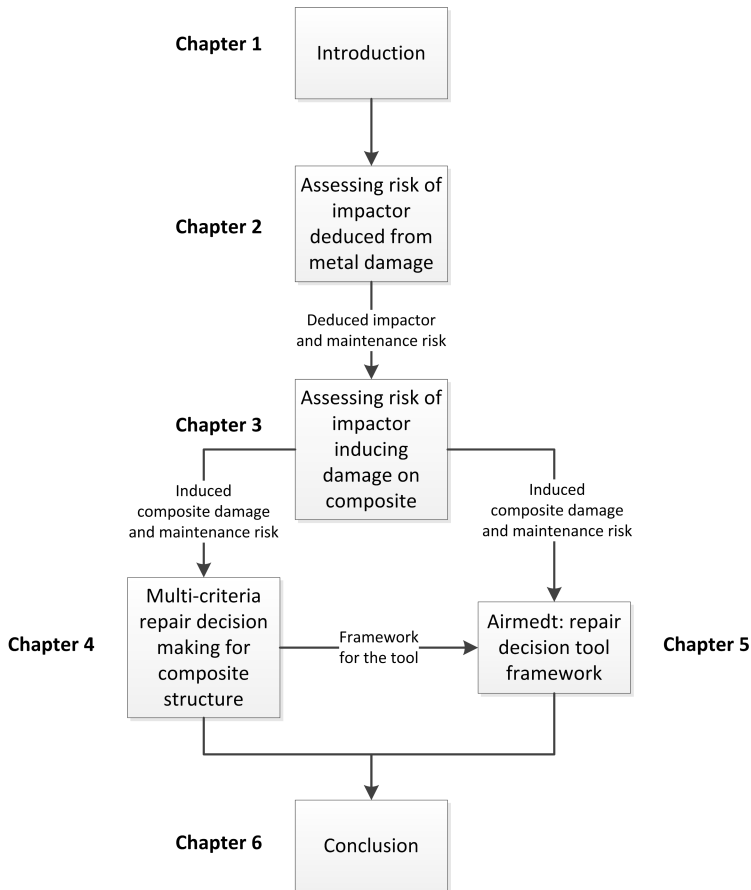 Chapter 1
Introduction
Chapter 2
Assessing risk of
impactor
deduced from
metal damage
Deduced impactor
and maintenance risk
Chapter 3
Assessing risk of
impactor
inducing
damage on
composite
Induced
composite damage
and maintenance risk
Induced
composite damage
and maintenance risk
Chapter 4
Multi-criteria
repair decision
making for
composite
structure
Framework
for the tool
Airmedt: repair
decision tool
framework
Chapter 5
Chapter 6
Conclusion